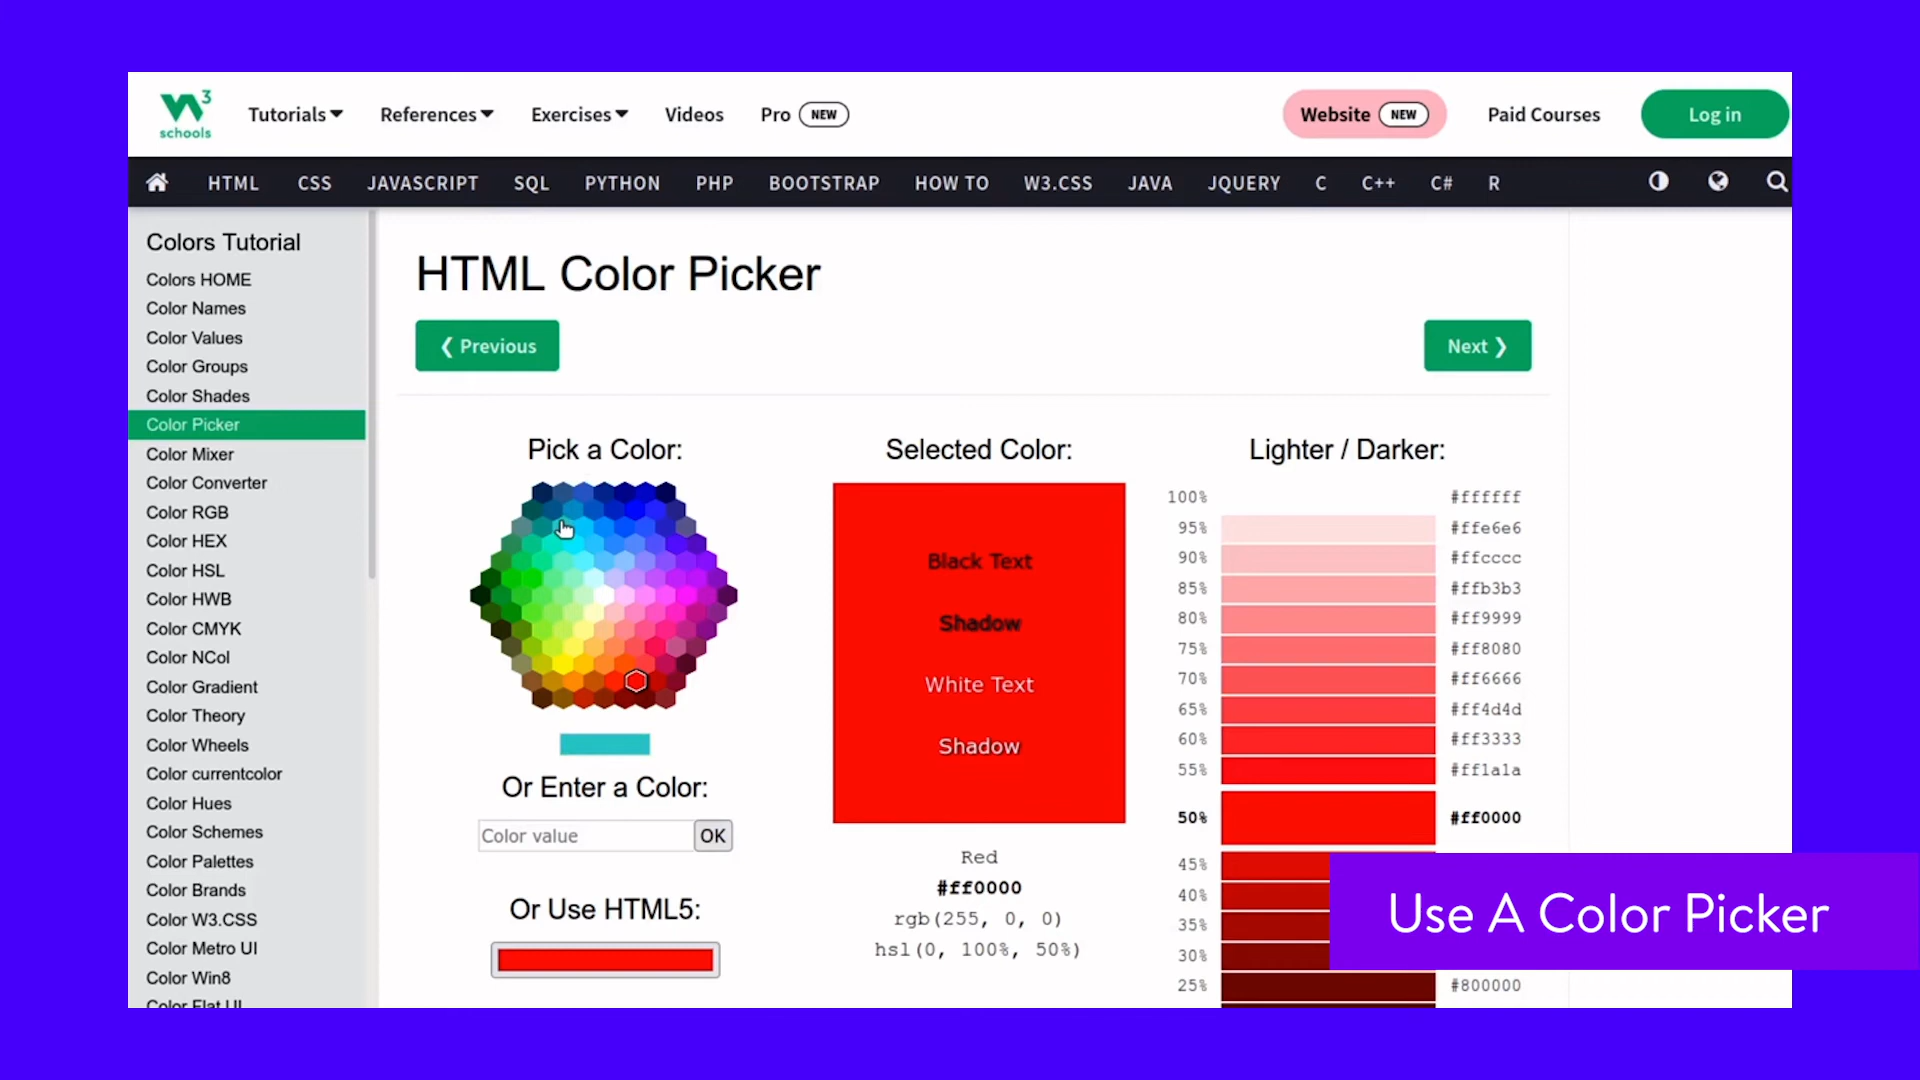 W3 schools
Tutorials References Exercises Videos Pro NEW Website NEW Paid Courses Log in
HTML CSS JAVASCRIPT SQL PYTHON PHP BOOTSTRAP HOW TO W3.CSS JAVA JQUERY C C++ C# R
Colors Tutorial
Colors HOME
Color Names
Color Values
Color Groups
Color Shades
Color Picker
Color Mixer
Color Converter
Color RGB
Color HEX
Color HSL
Color HWB
Color CMYK
Color NCol
Color Gradient
Color Theory
Color Wheels
Color currentcolor
Color Hues
Color Schemes
Color Palettes
Color Brands
Color W3.CSS
Color Metro UI
Color Win8
Color Flat UI
HTML Color Picker
❮ Previous
Next ❯
Pick a Color:
Or Enter a Color:
Color value OK
Or Use HTML5:
Selected Color:
Black Text
Shadow
White Text
Shadow
Red
#ff0000
rgb(255, 0, 0)
hsl(0, 100%, 50%)
Lighter / Darker:
100% #ffffff
95% #ffe6e6
90% #ffcccc
85% #ffb3b3
80% #ff9999
75% #ff8080
70% #ff6666
65% #ff4d4d
60% #ff3333
55% #ff1a1a
50% #ff0000
45%
40%
35%
30%
25% #800000
Use A Color Picker